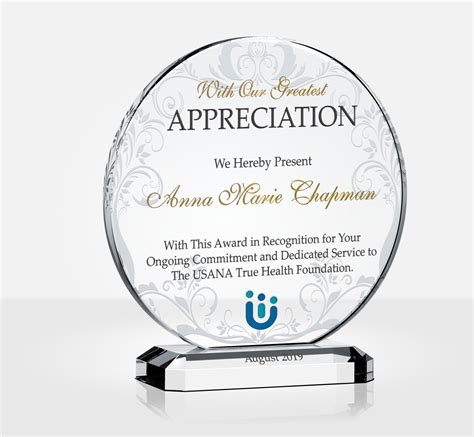 With Our Greatest
APPRECIATION
We Hereby Present
Anna Marie Chapman
With This Award in Recognition for Your
Ongoing Commitment and Dedicated Service to
The USANA True Health Foundation.
August 2019